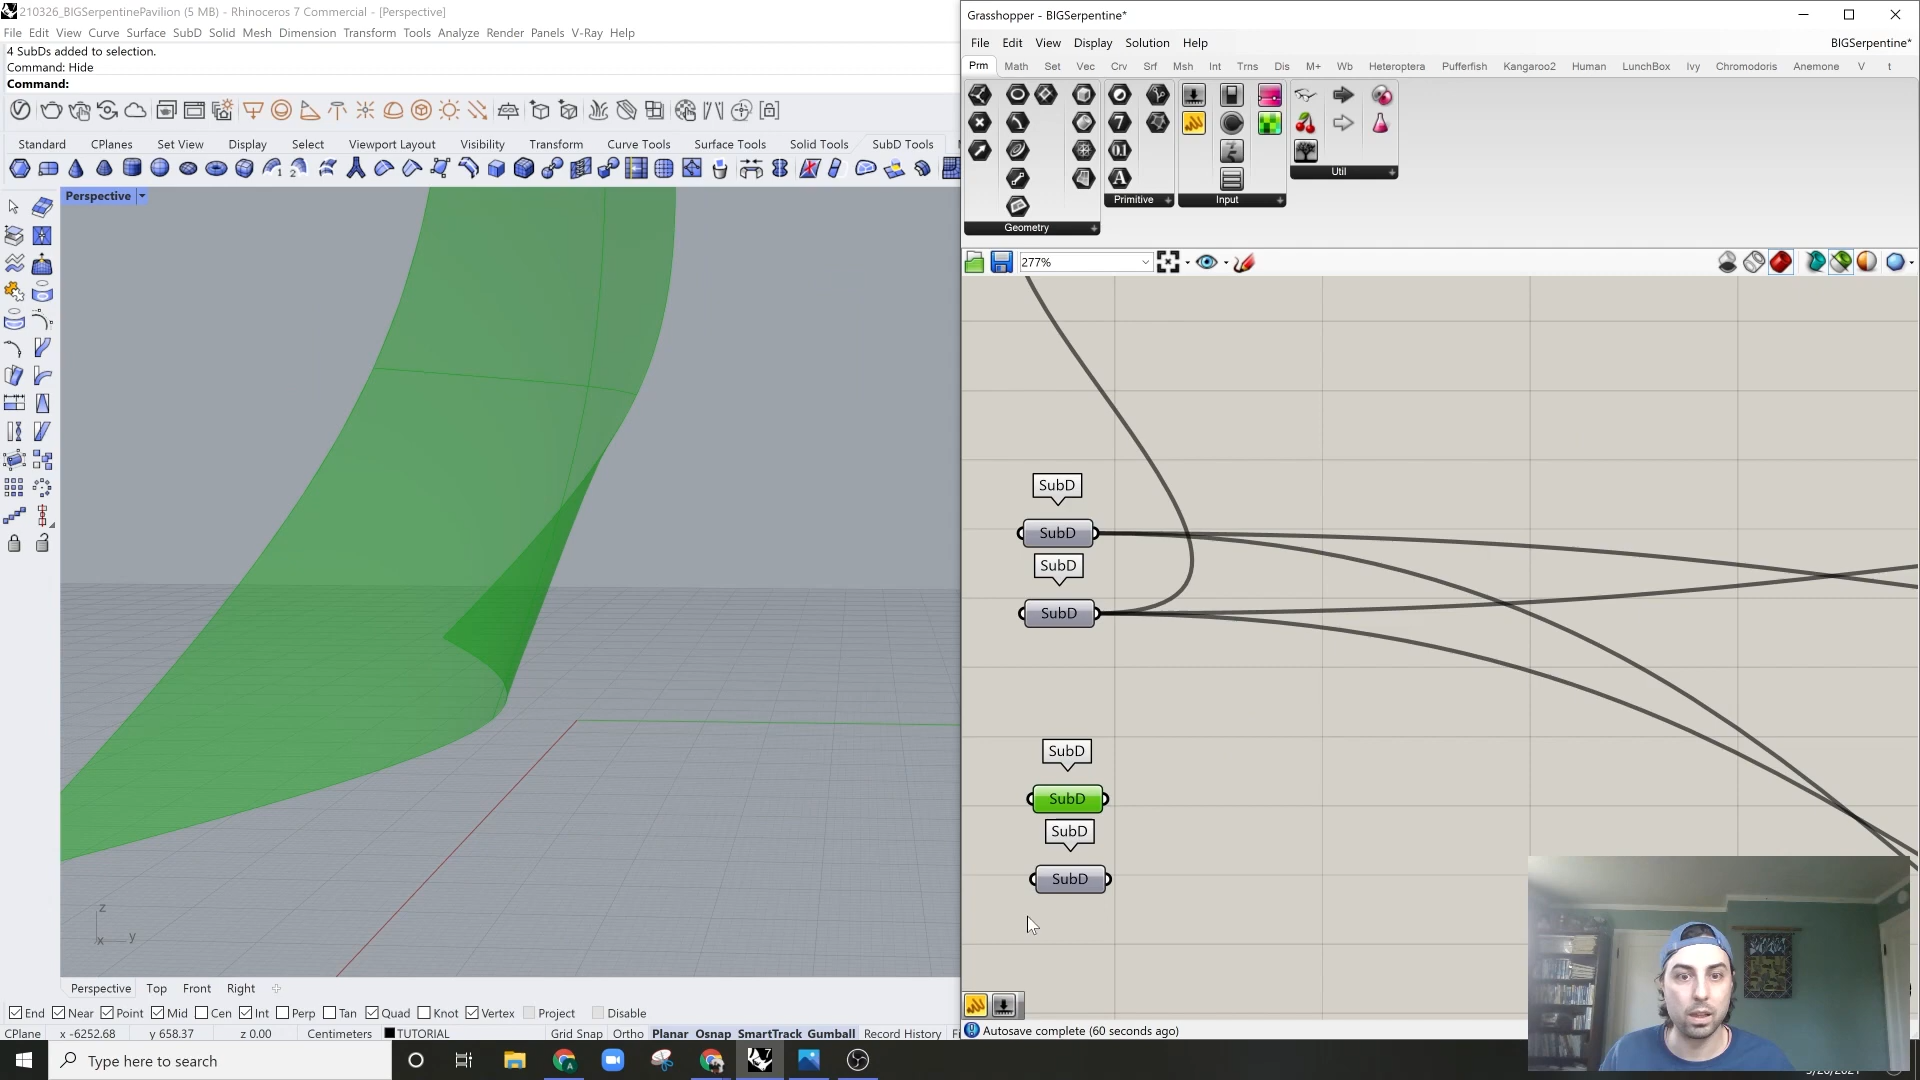 210326_BIGSerpentinePavilion (5 MB) - Rhinoceros 7 Commercial - [Perspective]
File Edit View Curve Surface SubD Solid Mesh Dimension Transform Tools Analyze Render Panels V-Ray Help
4 SubDs added to selection.
Command: Hide
Command:
Standard CPlanes Set View Display Select Viewport Layout Visibility Transform Curve Tools Surface Tools Solid Tools SubD Tools
Perspective
z
x y
Perspective Top Front Right
End Near Point Mid Cen Int Perp Tan Quad Knot Vertex Project Disable
CPlane x -6252.68 y 658.37 z 0.00 Centimeters TUTORIAL Grid Snap Ortho Planar Osnap SmartTrack Gumball Record History Fi
Type here to search
Grasshopper - BIGSerpentine*
File Edit View Display Solution Help BIGSerpentine*
Prm Math Set Vec Crv Srf Msh Int Trns Dis M+ Wb Heteroptera LunchBox Pufferfish Kangaroo2 Human Ivy Chromodoris Anemone V t
Geometry Primitive Input Util
277%
SubD
SubD
SubD
SubD
SubD
SubD
SubD
SubD
Autosave complete (60 seconds ago)